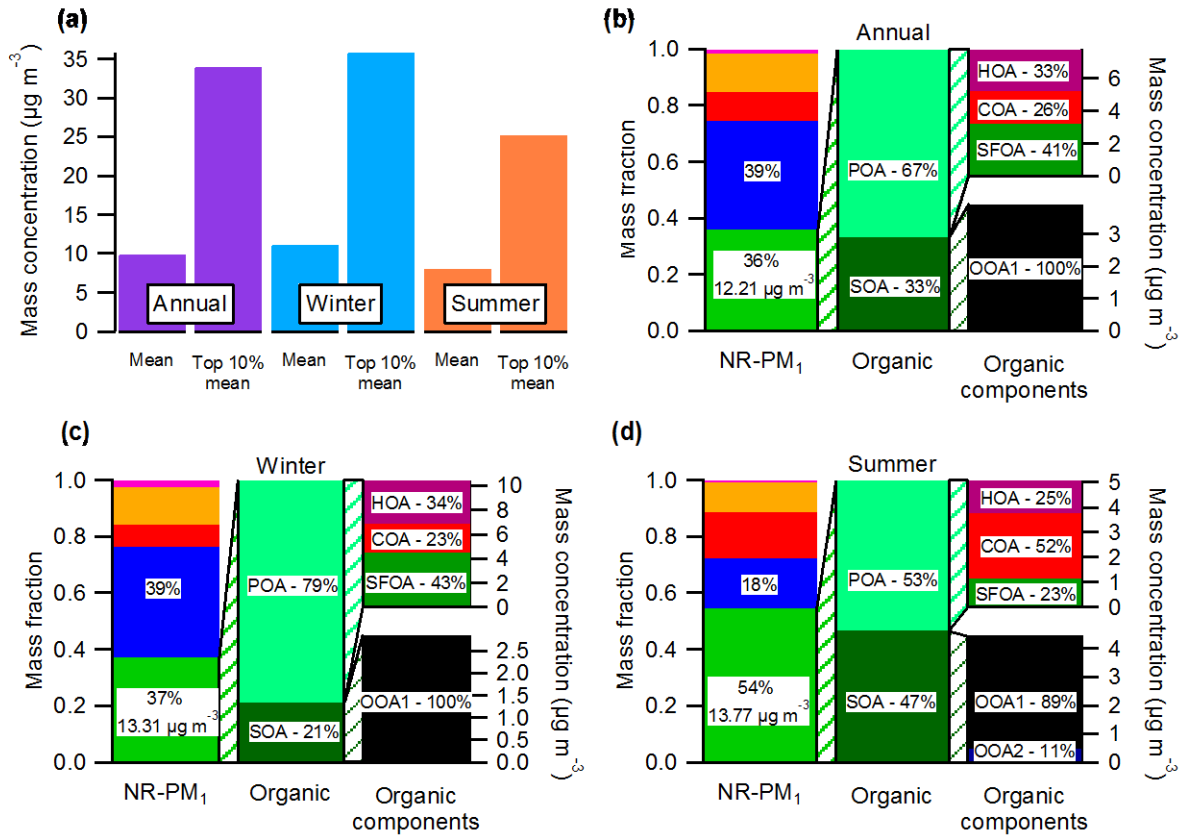 (a)
Mass concentration (µg m⁻³)
35
30
25
20
15
10
5
0
Annual
Winter
Summer
Mean
Top 10%
mean
Mean
Top 10%
mean
Mean
Top 10%
mean
(b)
Annual
Mass fraction
1.0
0.8
0.6
0.4
0.2
0.0
39%
36%
12.21 µg m⁻³
POA - 67%
SOA - 33%
HOA - 33%
COA - 26%
SFOA - 41%
OOA1 - 100%
6
4
2
0
3
2
1
0
Mass concentration (µg m⁻³)
NR-PM₁
Organic
Organic
components
(c)
Winter
Mass fraction
1.0
0.8
0.6
0.4
0.2
0.0
39%
37%
13.31 µg m⁻³
POA - 79%
SOA - 21%
HOA - 34%
COA - 23%
SFOA - 43%
OOA1 - 100%
10
8
6
4
2
0
2.5
2.0
1.5
1.0
0.5
0.0
Mass concentration (µg m⁻³)
NR-PM₁
Organic
Organic
components
(d)
Summer
Mass fraction
1.0
0.8
0.6
0.4
0.2
0.0
18%
54%
13.77 µg m⁻³
POA - 53%
SOA - 47%
HOA - 25%
COA - 52%
SFOA - 23%
OOA1 - 89%
OOA2 - 11%
5
4
3
2
1
0
4
3
2
1
0
Mass concentration (µg m⁻³)
NR-PM₁
Organic
Organic
components